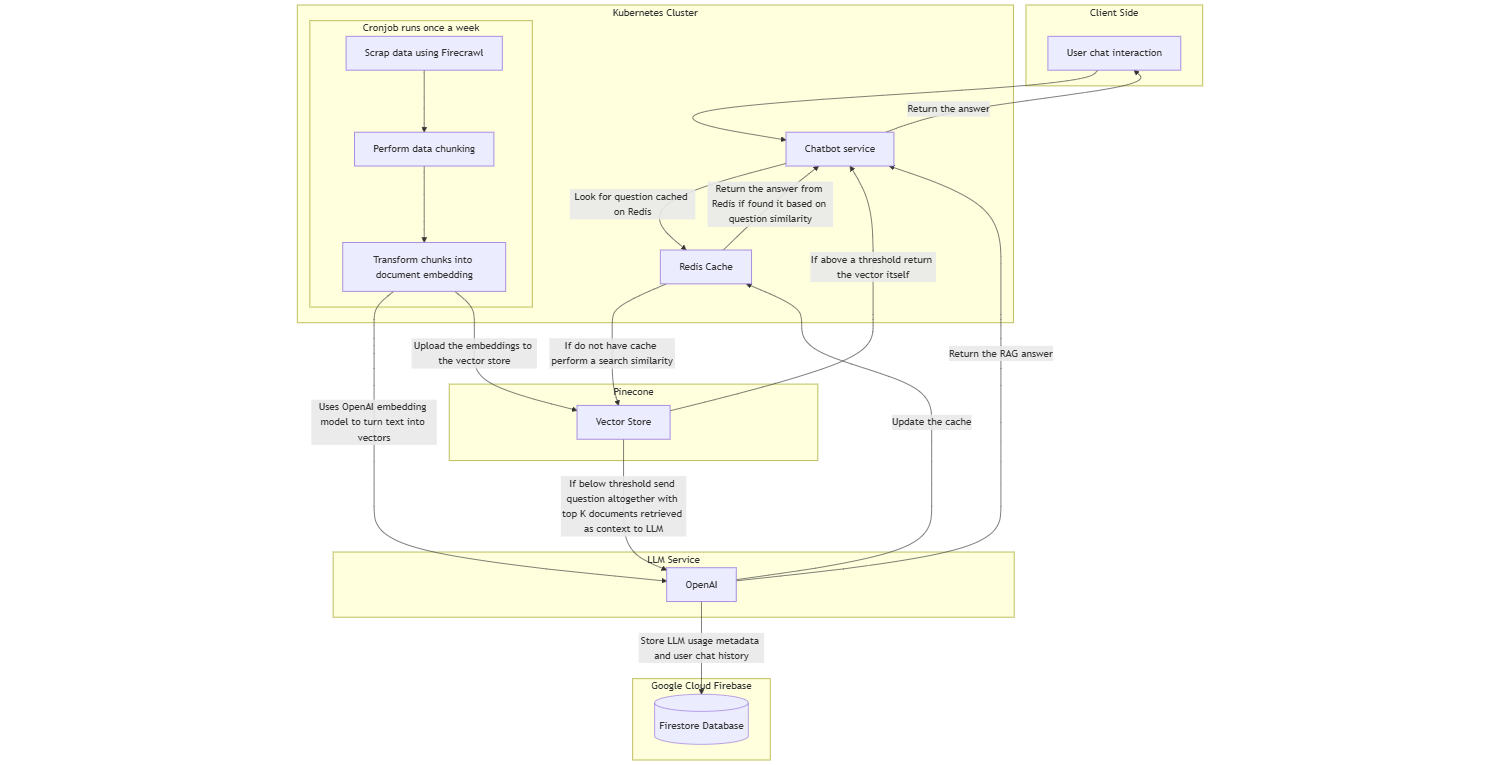 Kubernetes Cluster
Client Side
Cronjob runs once a week
Scrap data using Firecrawl
User chat interaction
Return the answer
Perform data chunking
Chatbot service
Look for question cached
on Redis
Return the answer from
Redis if found it based on
question similarity
Transform chunks into
document embedding
Redis Cache
If above a threshold return
the vector itself
Upload the embeddings to
the vector store
If do not have cache
perform a search similarity
Return the RAG answer
Pinecone
Uses OpenAI embedding
model to turn text into
vectors
Vector Store
Update the cache
If below threshold send
question altogether with
top K documents retrieved
as context to LLM
LLM Service
OpenAI
Store LLM usage metadata
and user chat history
Google Cloud Firebase
Firestore Database